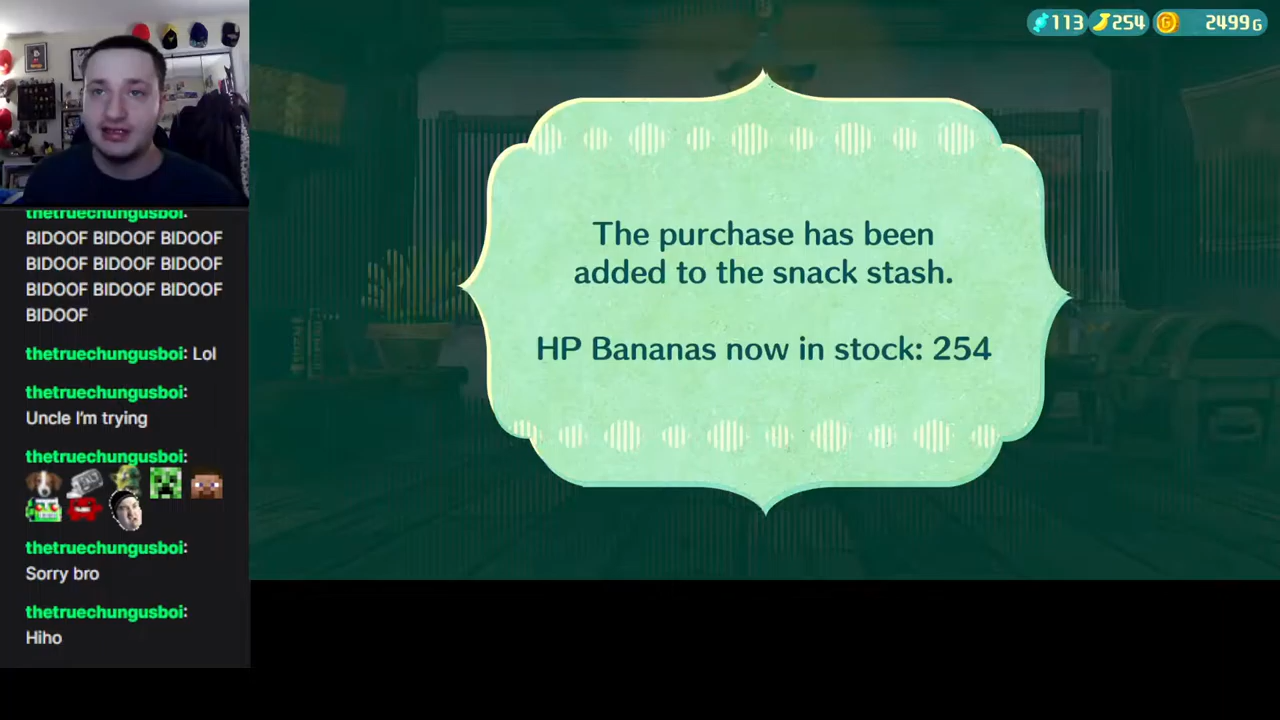 113 254 2499G
The purchase has been
added to the snack stash.
HP Bananas now in stock: 254
thetruechungusboi:
BIDOOF BIDOOF BIDOOF
BIDOOF BIDOOF BIDOOF
BIDOOF BIDOOF BIDOOF
BIDOOF
thetruechungusboi: Lol
thetruechungusboi:
Uncle I'm trying
thetruechungusboi:
thetruechungusboi:
Sorry bro
thetruechungusboi:
Hiho